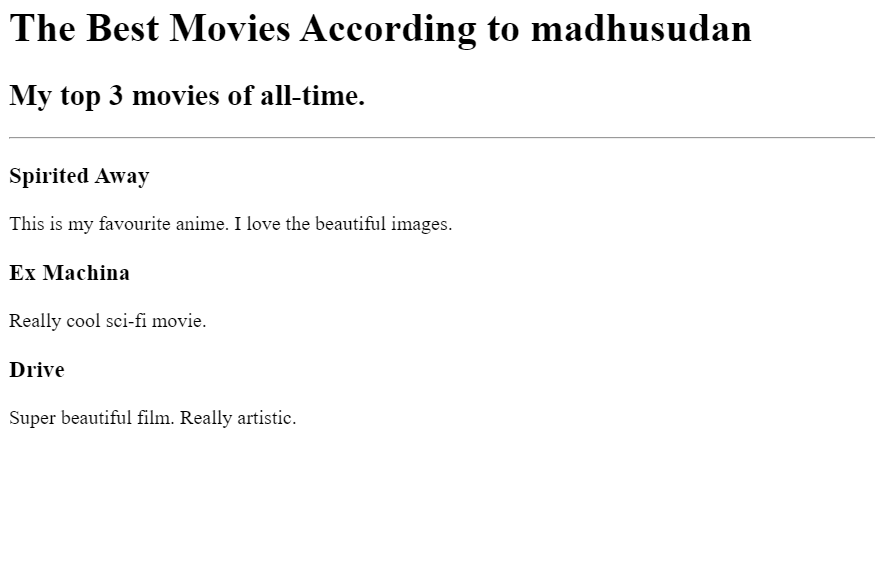 The Best Movies According to madhusudan
My top 3 movies of all-time.
Spirited Away
This is my favourite anime. I love the beautiful images.
Ex Machina
Really cool sci-fi movie.
Drive
Super beautiful film. Really artistic.